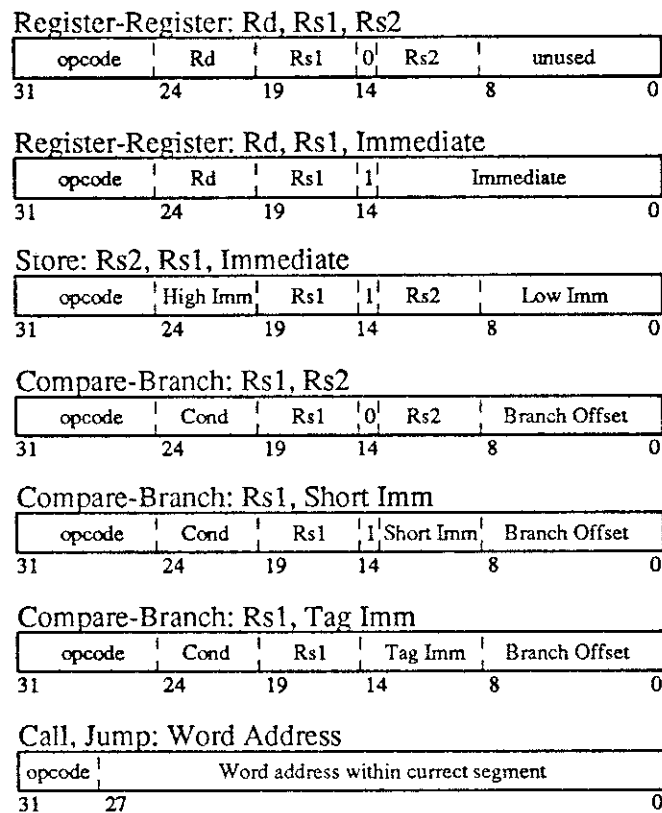 Register-Register: Rd, Rs1, Rs2
opcode Rd Rs1 0 Rs2 unused
31 24 19 14 8 0
Register-Register: Rd, Rs1, Immediate
opcode Rd Rs1 1 Immediate
31 24 19 14 0
Store: Rs2, Rs1, Immediate
opcode High Imm Rs1 1 Rs2 Low Imm
31 24 19 14 8 0
Compare-Branch: Rs1, Rs2
opcode Cond Rs1 0 Rs2 Branch Offset
31 24 19 14 8 0
Compare-Branch: Rs1, Short Imm
opcode Cond Rs1 1 Short Imm Branch Offset
31 24 19 14 8 0
Compare-Branch: Rs1, Tag Imm
opcode Cond Rs1 Tag Imm Branch Offset
31 24 19 14 8 0
Call, Jump: Word Address
opcode Word address within currect segment
31 27 0